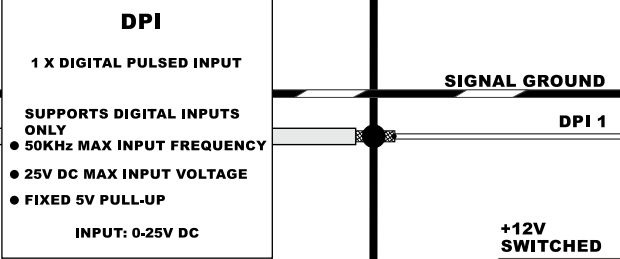 DPI
1 X DIGITAL PULSED INPUT
SUPPORTS DIGITAL INPUTS
ONLY
● 50KHz MAX INPUT FREQUENCY
● 25V DC MAX INPUT VOLTAGE
● FIXED 5V PULL-UP
INPUT: 0-25V DC
SIGNAL GROUND
DPI 1
+12V
SWITCHED